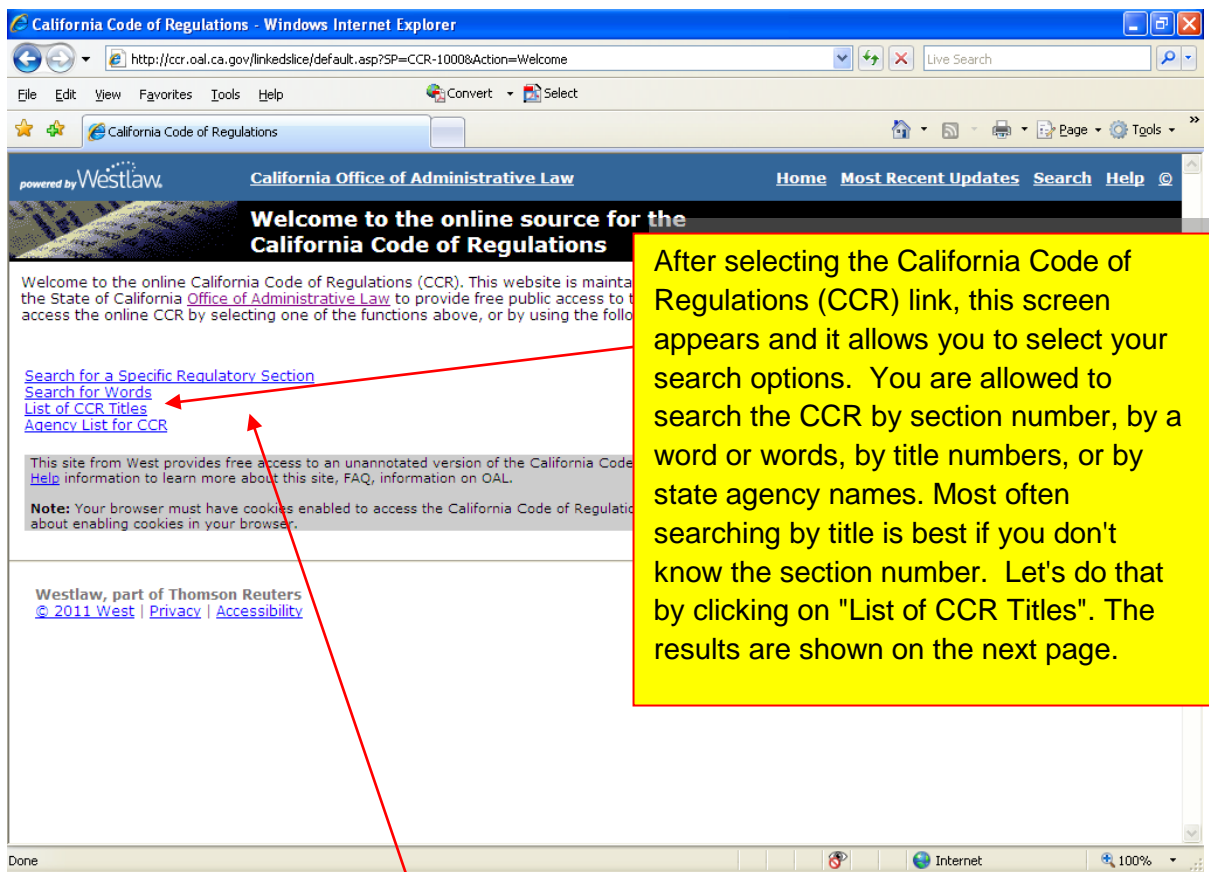 California Code of Regulations - Windows Internet Explorer
http://ccr.oal.ca.gov/linkedslice/default.asp?SP=CCR-1000&Action=Welcome
Live Search
File Edit View Favorites Tools Help
Convert Select
California Code of Regulations
Page Tools
powered by Westlaw.
California Office of Administrative Law
Home Most Recent Updates Search Help ©
Welcome to the online source for the
California Code of Regulations
Welcome to the online California Code of Regulations (CCR). This website is mainta
the State of California Office of Administrative Law to provide free public access to t
access the online CCR by selecting one of the functions above, or by using the follo
Search for a Specific Regulatory Section
Search for Words
List of CCR Titles
Agency List for CCR
This site from West provides free access to an unannotated version of the California Code
Help information to learn more about this site, FAQ, information on OAL.
Note: Your browser must have cookies enabled to access the California Code of Regulatio
about enabling cookies in your browser.
Westlaw, part of Thomson Reuters
© 2011 West | Privacy | Accessibility
After selecting the California Code of
Regulations (CCR) link, this screen
appears and it allows you to select your
search options. You are allowed to
search the CCR by section number, by a
word or words, by title numbers, or by
state agency names. Most often
searching by title is best if you don't
know the section number. Let's do that
by clicking on "List of CCR Titles". The
results are shown on the next page.
Done
Internet
100%